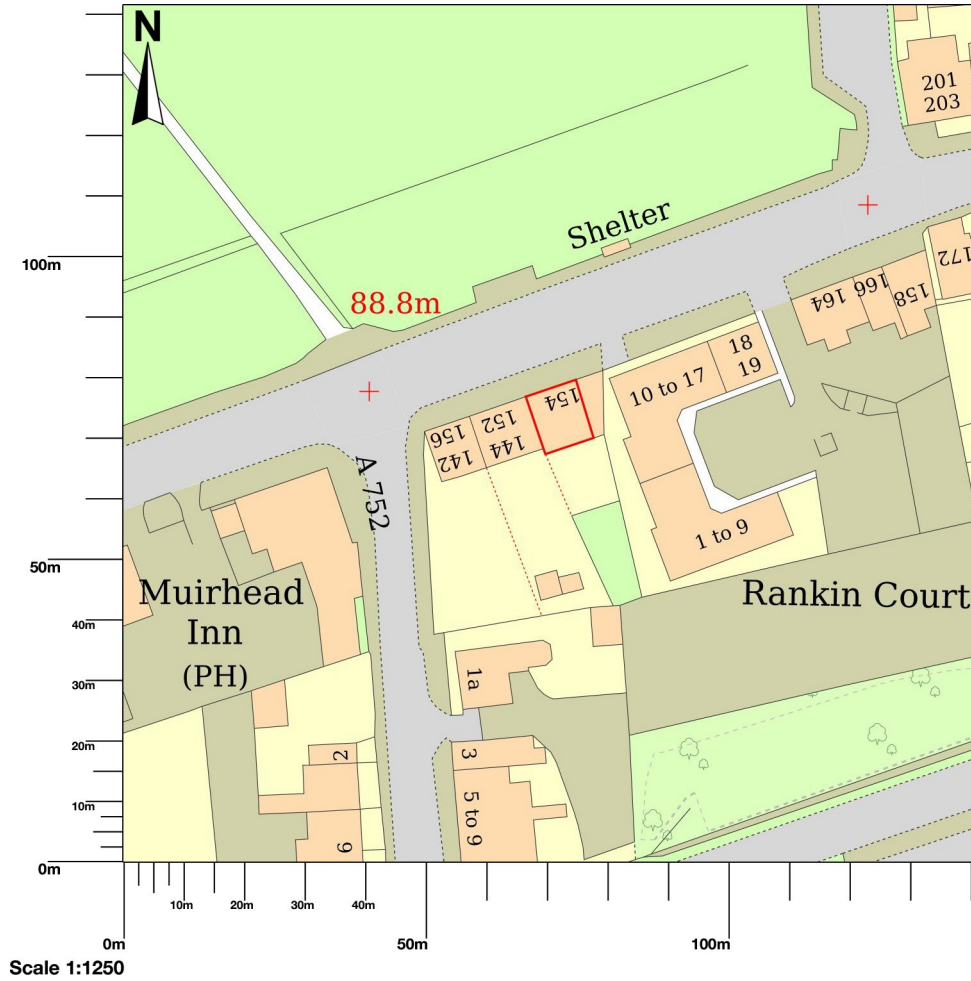 N
201
203
Shelter
100m
88.8m
172
164
166
158
18
19
10 to 17
154
152
144
156
142
A 752
1 to 9
50m
Muirhead
Inn
(PH)
Rankin Court
40m
1a
30m
20m
2
3
5 to 9
10m
6
0m
10m
20m
30m
40m
0m
50m
100m
Scale 1:1250